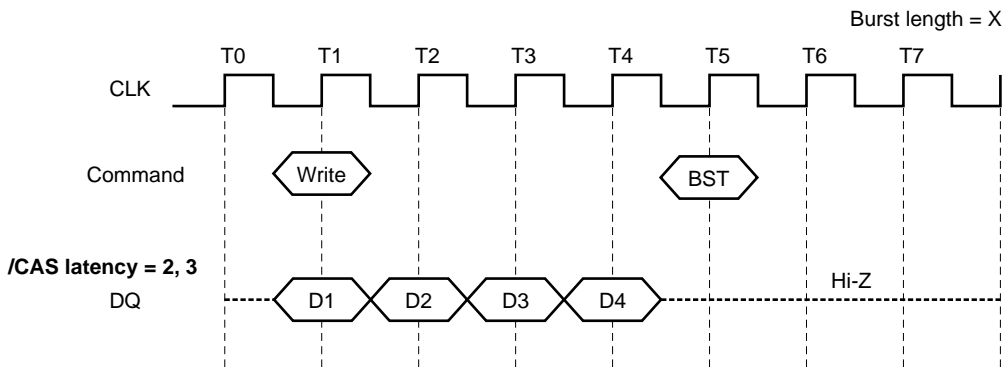 Burst length = X
T0 T1 T2 T3 T4 T5 T6 T7
CLK
Command Write BST
/CAS latency = 2, 3
Hi-Z
DQ D1 D2 D3 D4